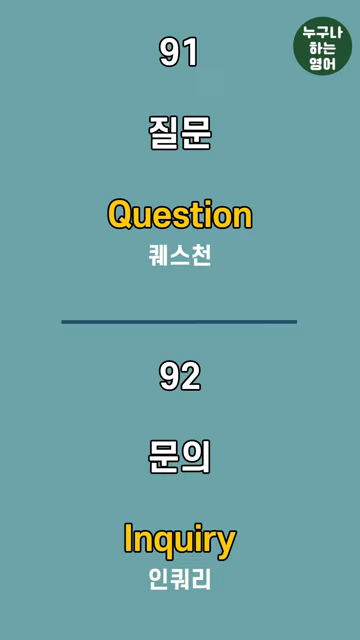 91
누구나
하는
영어
질문
Question
퀘스천
92
문의
Inquiry
인쿼리